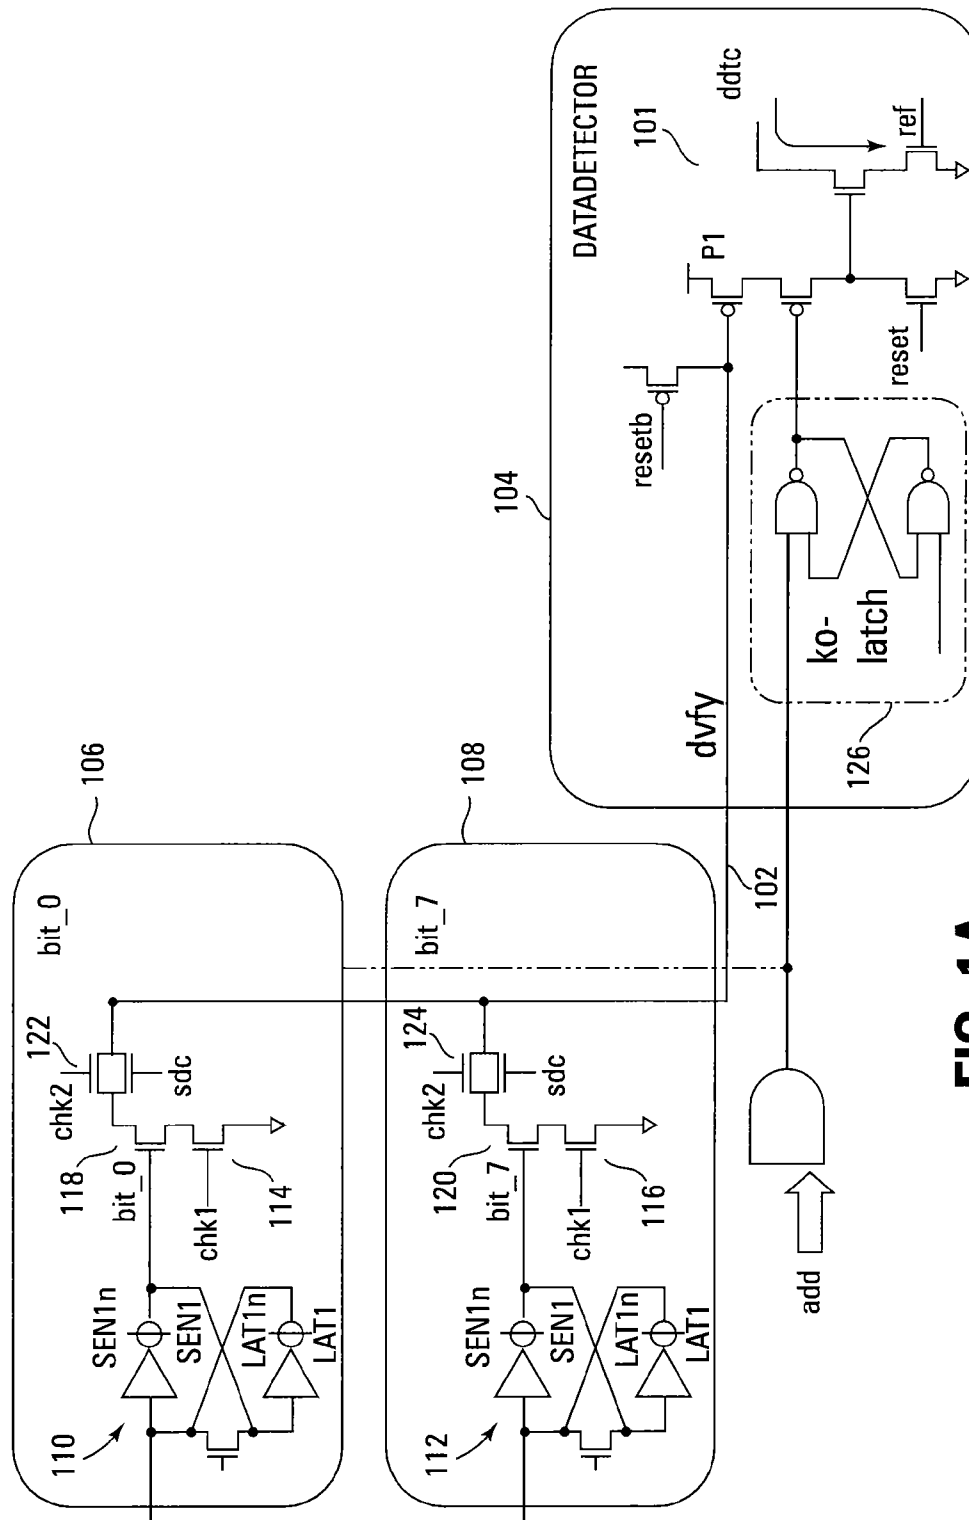 106
bit_0
122
chk2
sdc
118
bit_0
chk1
114
SEN1n
SEN1
LAT1n
LAT1
110
108
bit_7
124
chk2
sdc
120
bit_7
chk1
116
SEN1n
SEN1
LAT1n
LAT1
112
102
add
104
DATADETECTOR
101
ddtc
ref
P1
resetb
reset
dvfy
ko-
latch
126
FIG. 1A